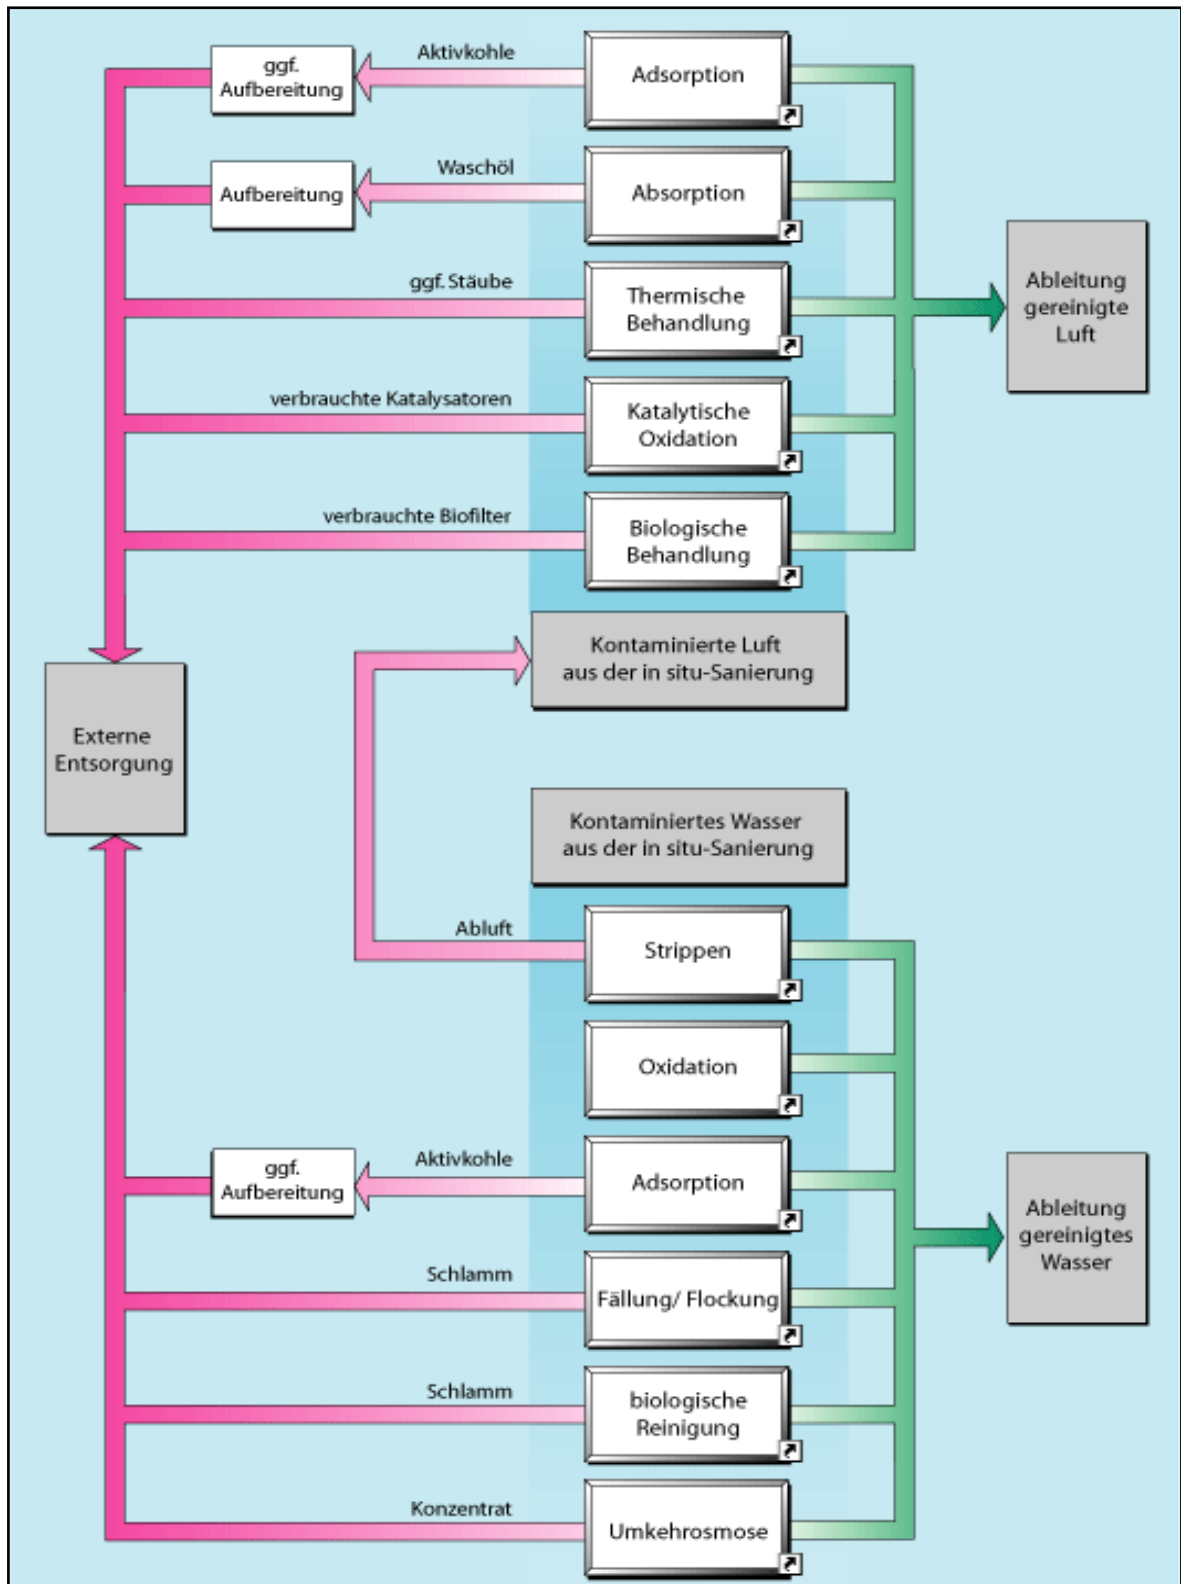 ggf.
Aufbereitung
Aktivkohle
Adsorption
Aufbereitung
Waschöl
Absorption
ggf. Stäube
Thermische
Behandlung
Ableitung
gereinigte
Luft
verbrauchte Katalysatoren
Katalytische
Oxidation
verbrauchte Biofilter
Biologische
Behandlung
Kontaminierte Luft
aus der in situ-Sanierung
Externe
Entsorgung
Kontaminiertes Wasser
aus der in situ-Sanierung
Abluft
Strippen
Oxidation
ggf.
Aufbereitung
Aktivkohle
Adsorption
Ableitung
gereinigtes
Wasser
Schlamm
Fällung/ Flockung
Schlamm
biologische
Reinigung
Konzentrat
Umkehrosmose